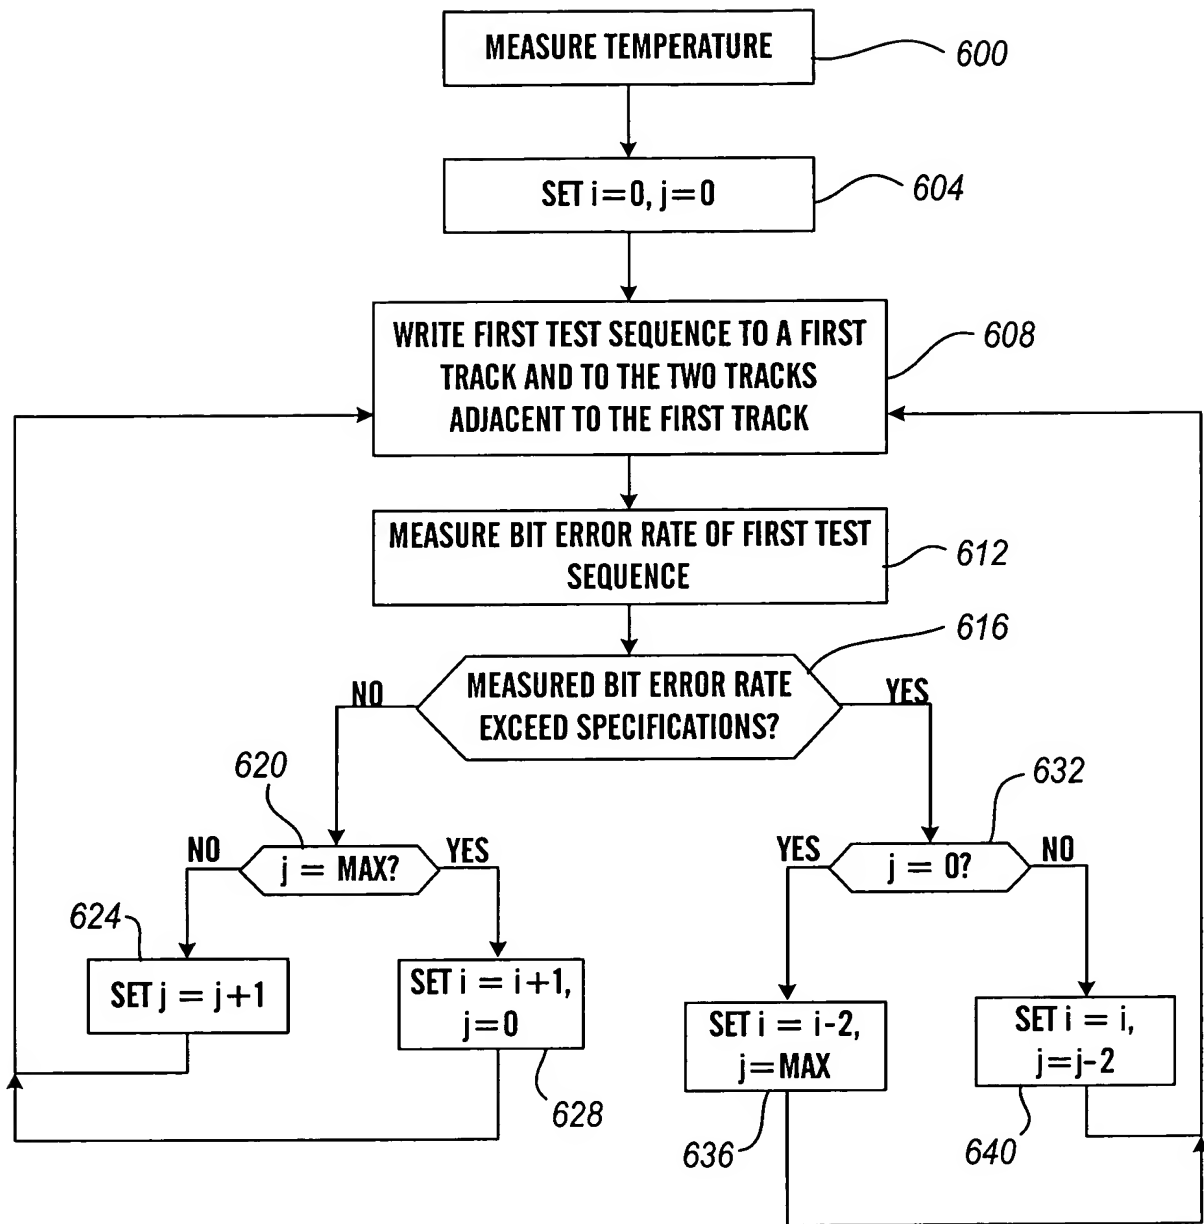 MEASURE TEMPERATURE
600
SET i=0, j=0
604
WRITE FIRST TEST SEQUENCE TO A FIRST
TRACK AND TO THE TWO TRACKS
ADJACENT TO THE FIRST TRACK
608
MEASURE BIT ERROR RATE OF FIRST TEST
SEQUENCE
612
616
NO
MEASURED BIT ERROR RATE
EXCEED SPECIFICATIONS?
YES
620
632
NO
j = MAX?
YES
YES
j = 0?
NO
624
SET j = j+1
SET i = i+1,
j=0
628
SET i = i-2,
j=MAX
636
SET i = i,
j=j-2
640